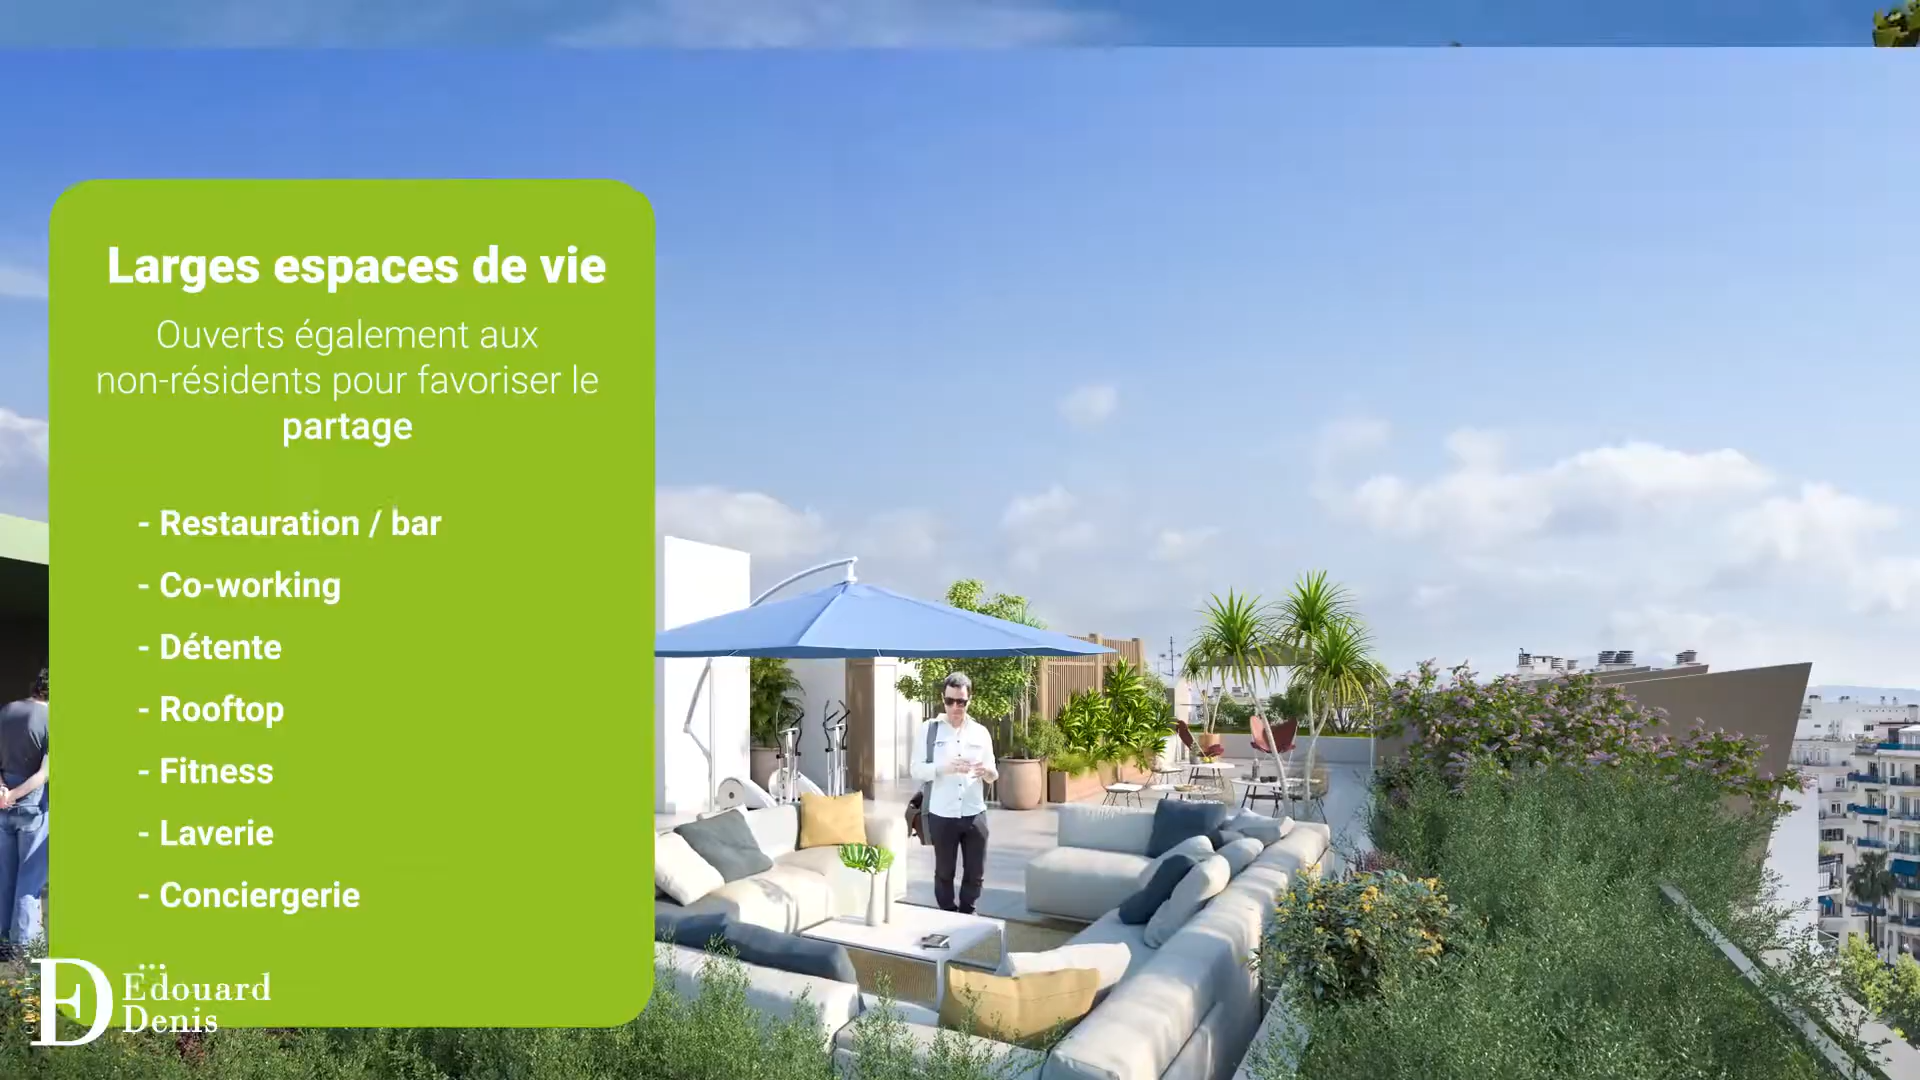 Larges espaces de vie
Ouverts également aux
non-résidents pour favoriser le
partage
- Restauration / bar
- Co-working
- Détente
- Rooftop
- Fitness
- Laverie
- Conciergerie
...
ED
Edouard
Denis